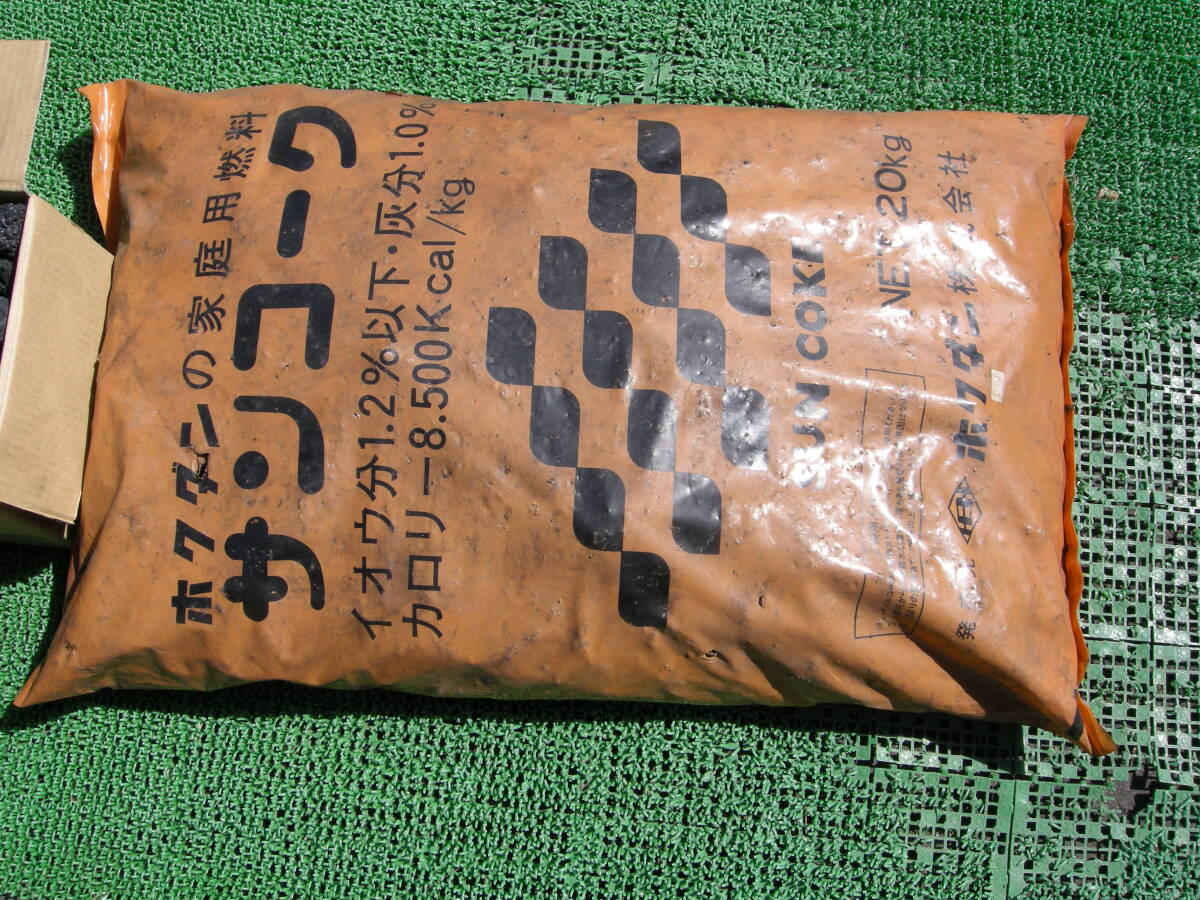 ホクダンの家庭用燃料
サンコーク
イオウ分1.2%以下・灰分1.0%
カロリー8.500Kcal/kg
SUN COKE
NET 20kg
ホクダン株式会社